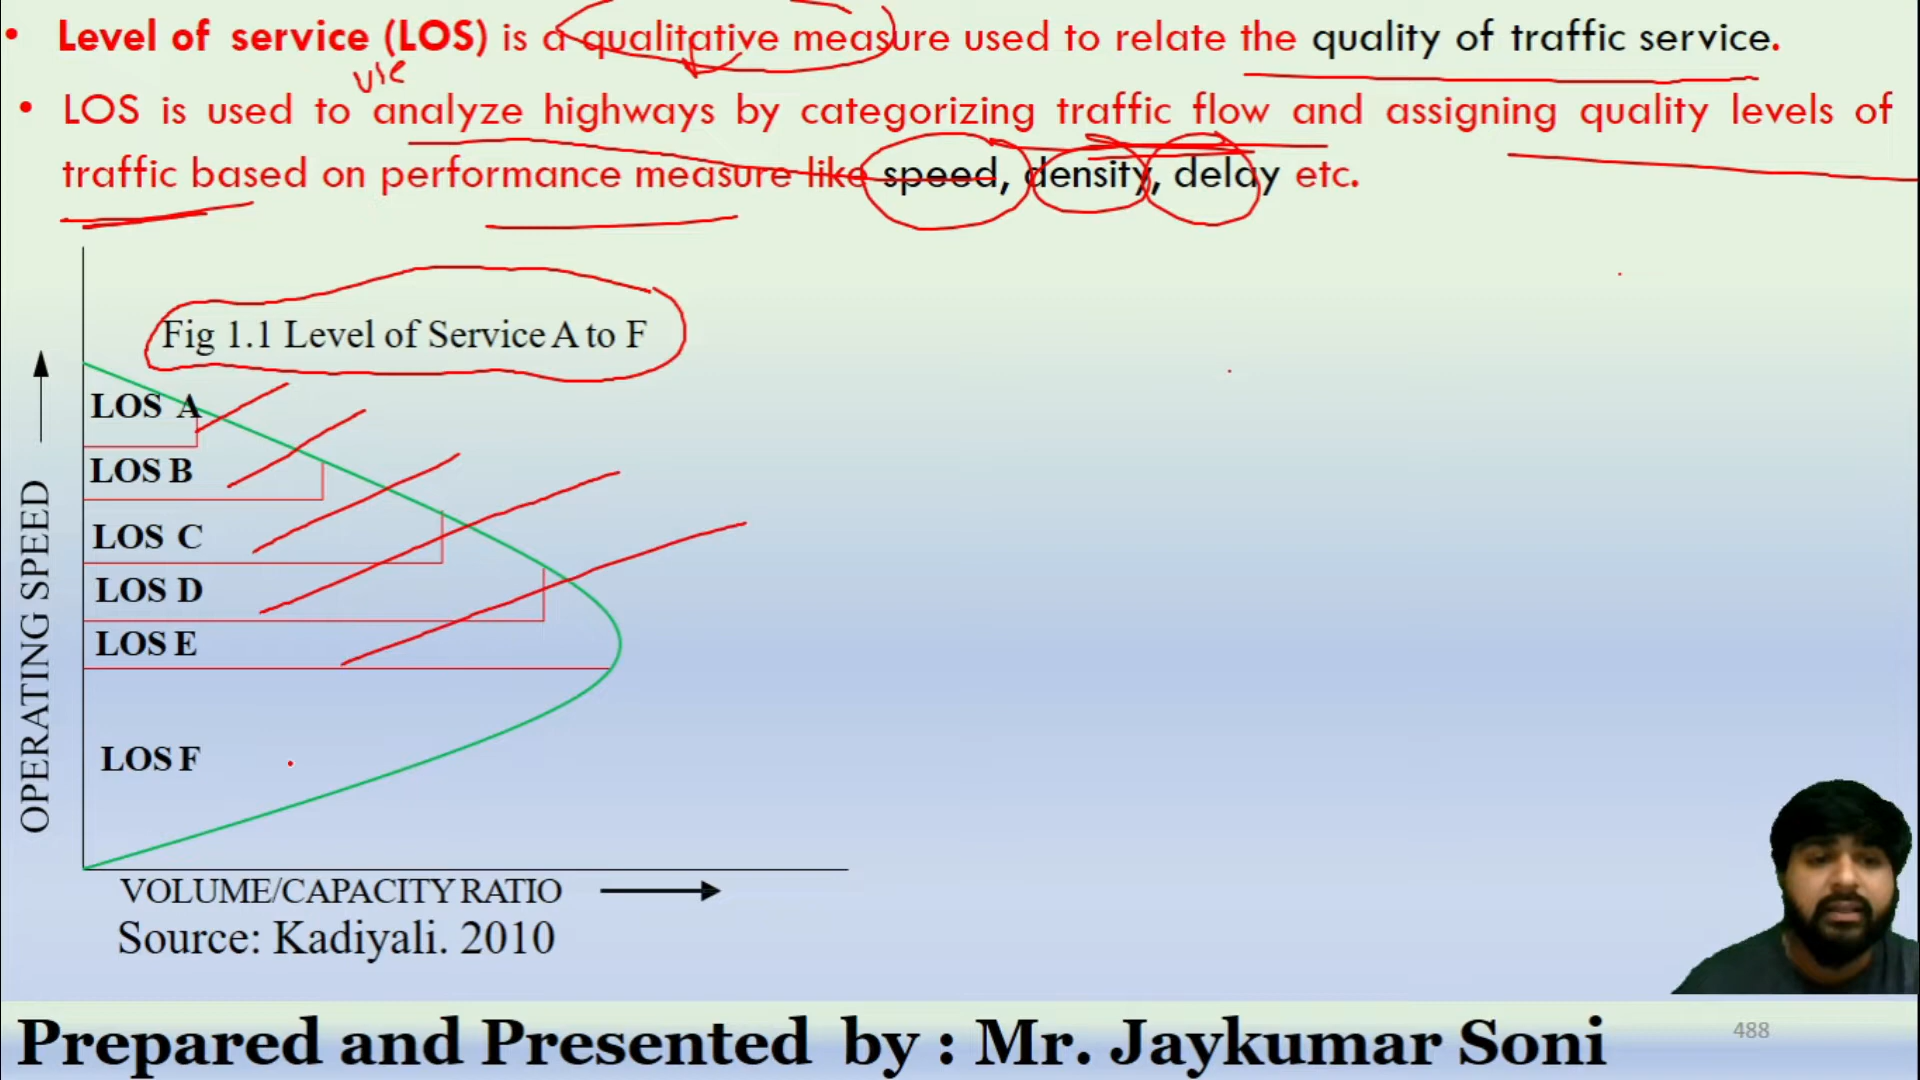 • Level of service (LOS) is a qualitative measure used to relate the quality of traffic service.
use
• LOS is used to analyze highways by categorizing traffic flow and assigning quality levels of
traffic based on performance measure like speed, density, delay etc.
Fig 1.1 Level of Service A to F
LOS A
LOS B
LOS C
LOS D
LOS E
LOS F
OPERATING SPEED
VOLUME/CAPACITY RATIO
Source: Kadiyali. 2010
Prepared and Presented by : Mr. Jaykumar Soni
488